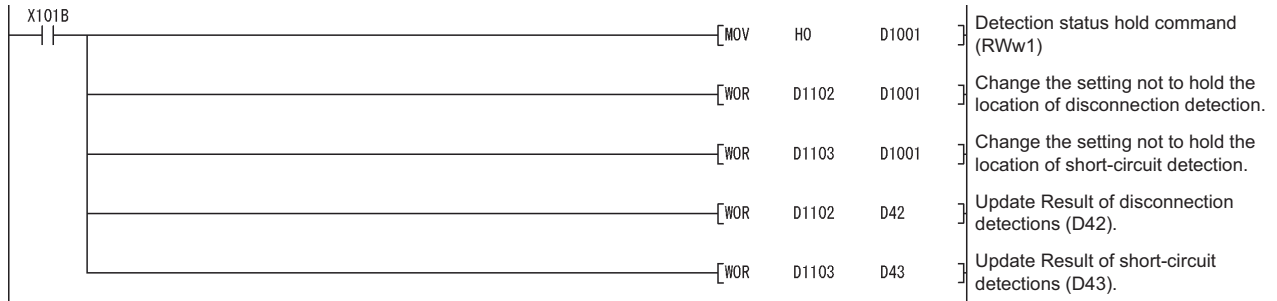 X101B
[MOV H0 D1001]
Detection status hold command
(RWw1)
[WOR D1102 D1001]
Change the setting not to hold the
location of disconnection detection.
[WOR D1103 D1001]
Change the setting not to hold the
location of short-circuit detection.
[WOR D1102 D42]
Update Result of disconnection
detections (D42).
[WOR D1103 D43]
Update Result of short-circuit
detections (D43).